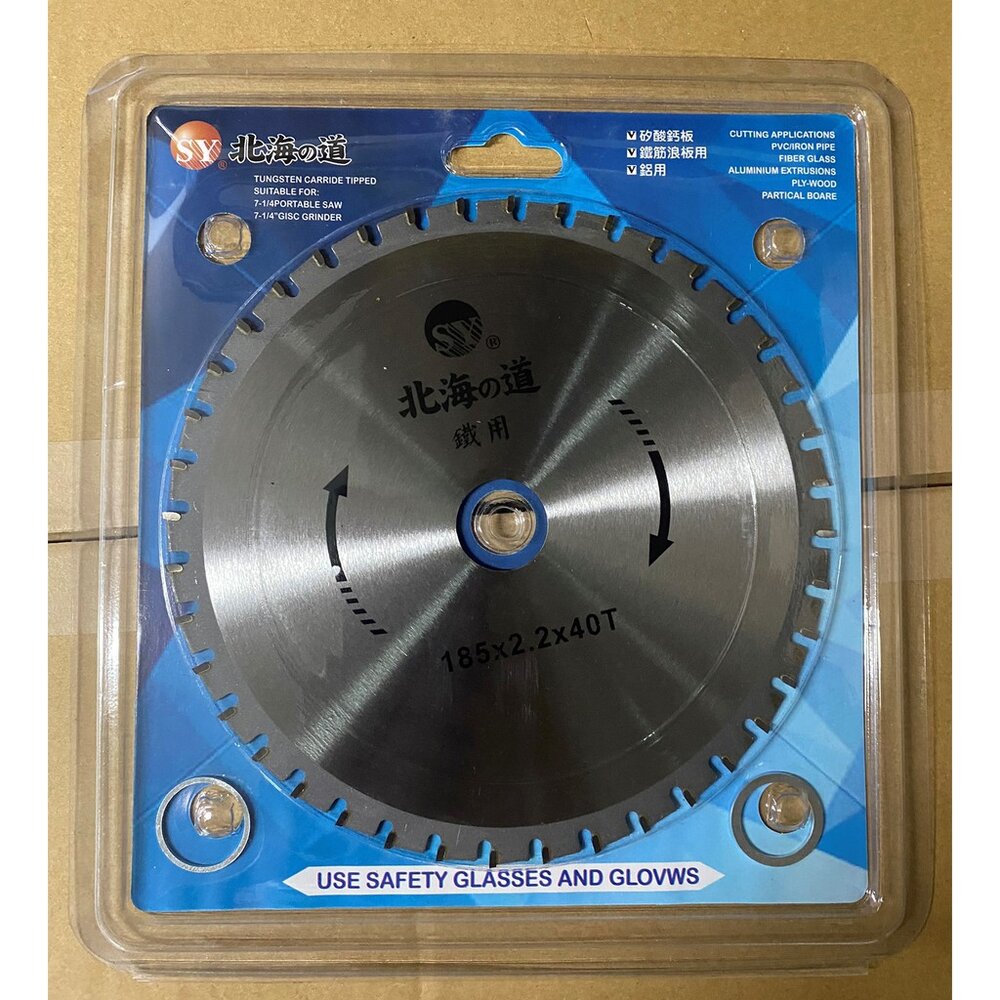 SY® 北海の道
TUNGSTEN CARRIDE TIPPED
SUITABLE FOR:
7-1/4PORTABLE SAW
7-1/4"GISC GRINDER
矽酸鈣板
鐵筋浪板用
鋁用
CUTTING APPLICATIONS
PVC/IRON PIPE
FIBER GLASS
ALUMINIUM EXTRUSIONS
PLY-WOOD
PARTICAL BOARE
SY®
北海の道
鐵用
185x2.2x40T
USE SAFETY GLASSES AND GLOVWS